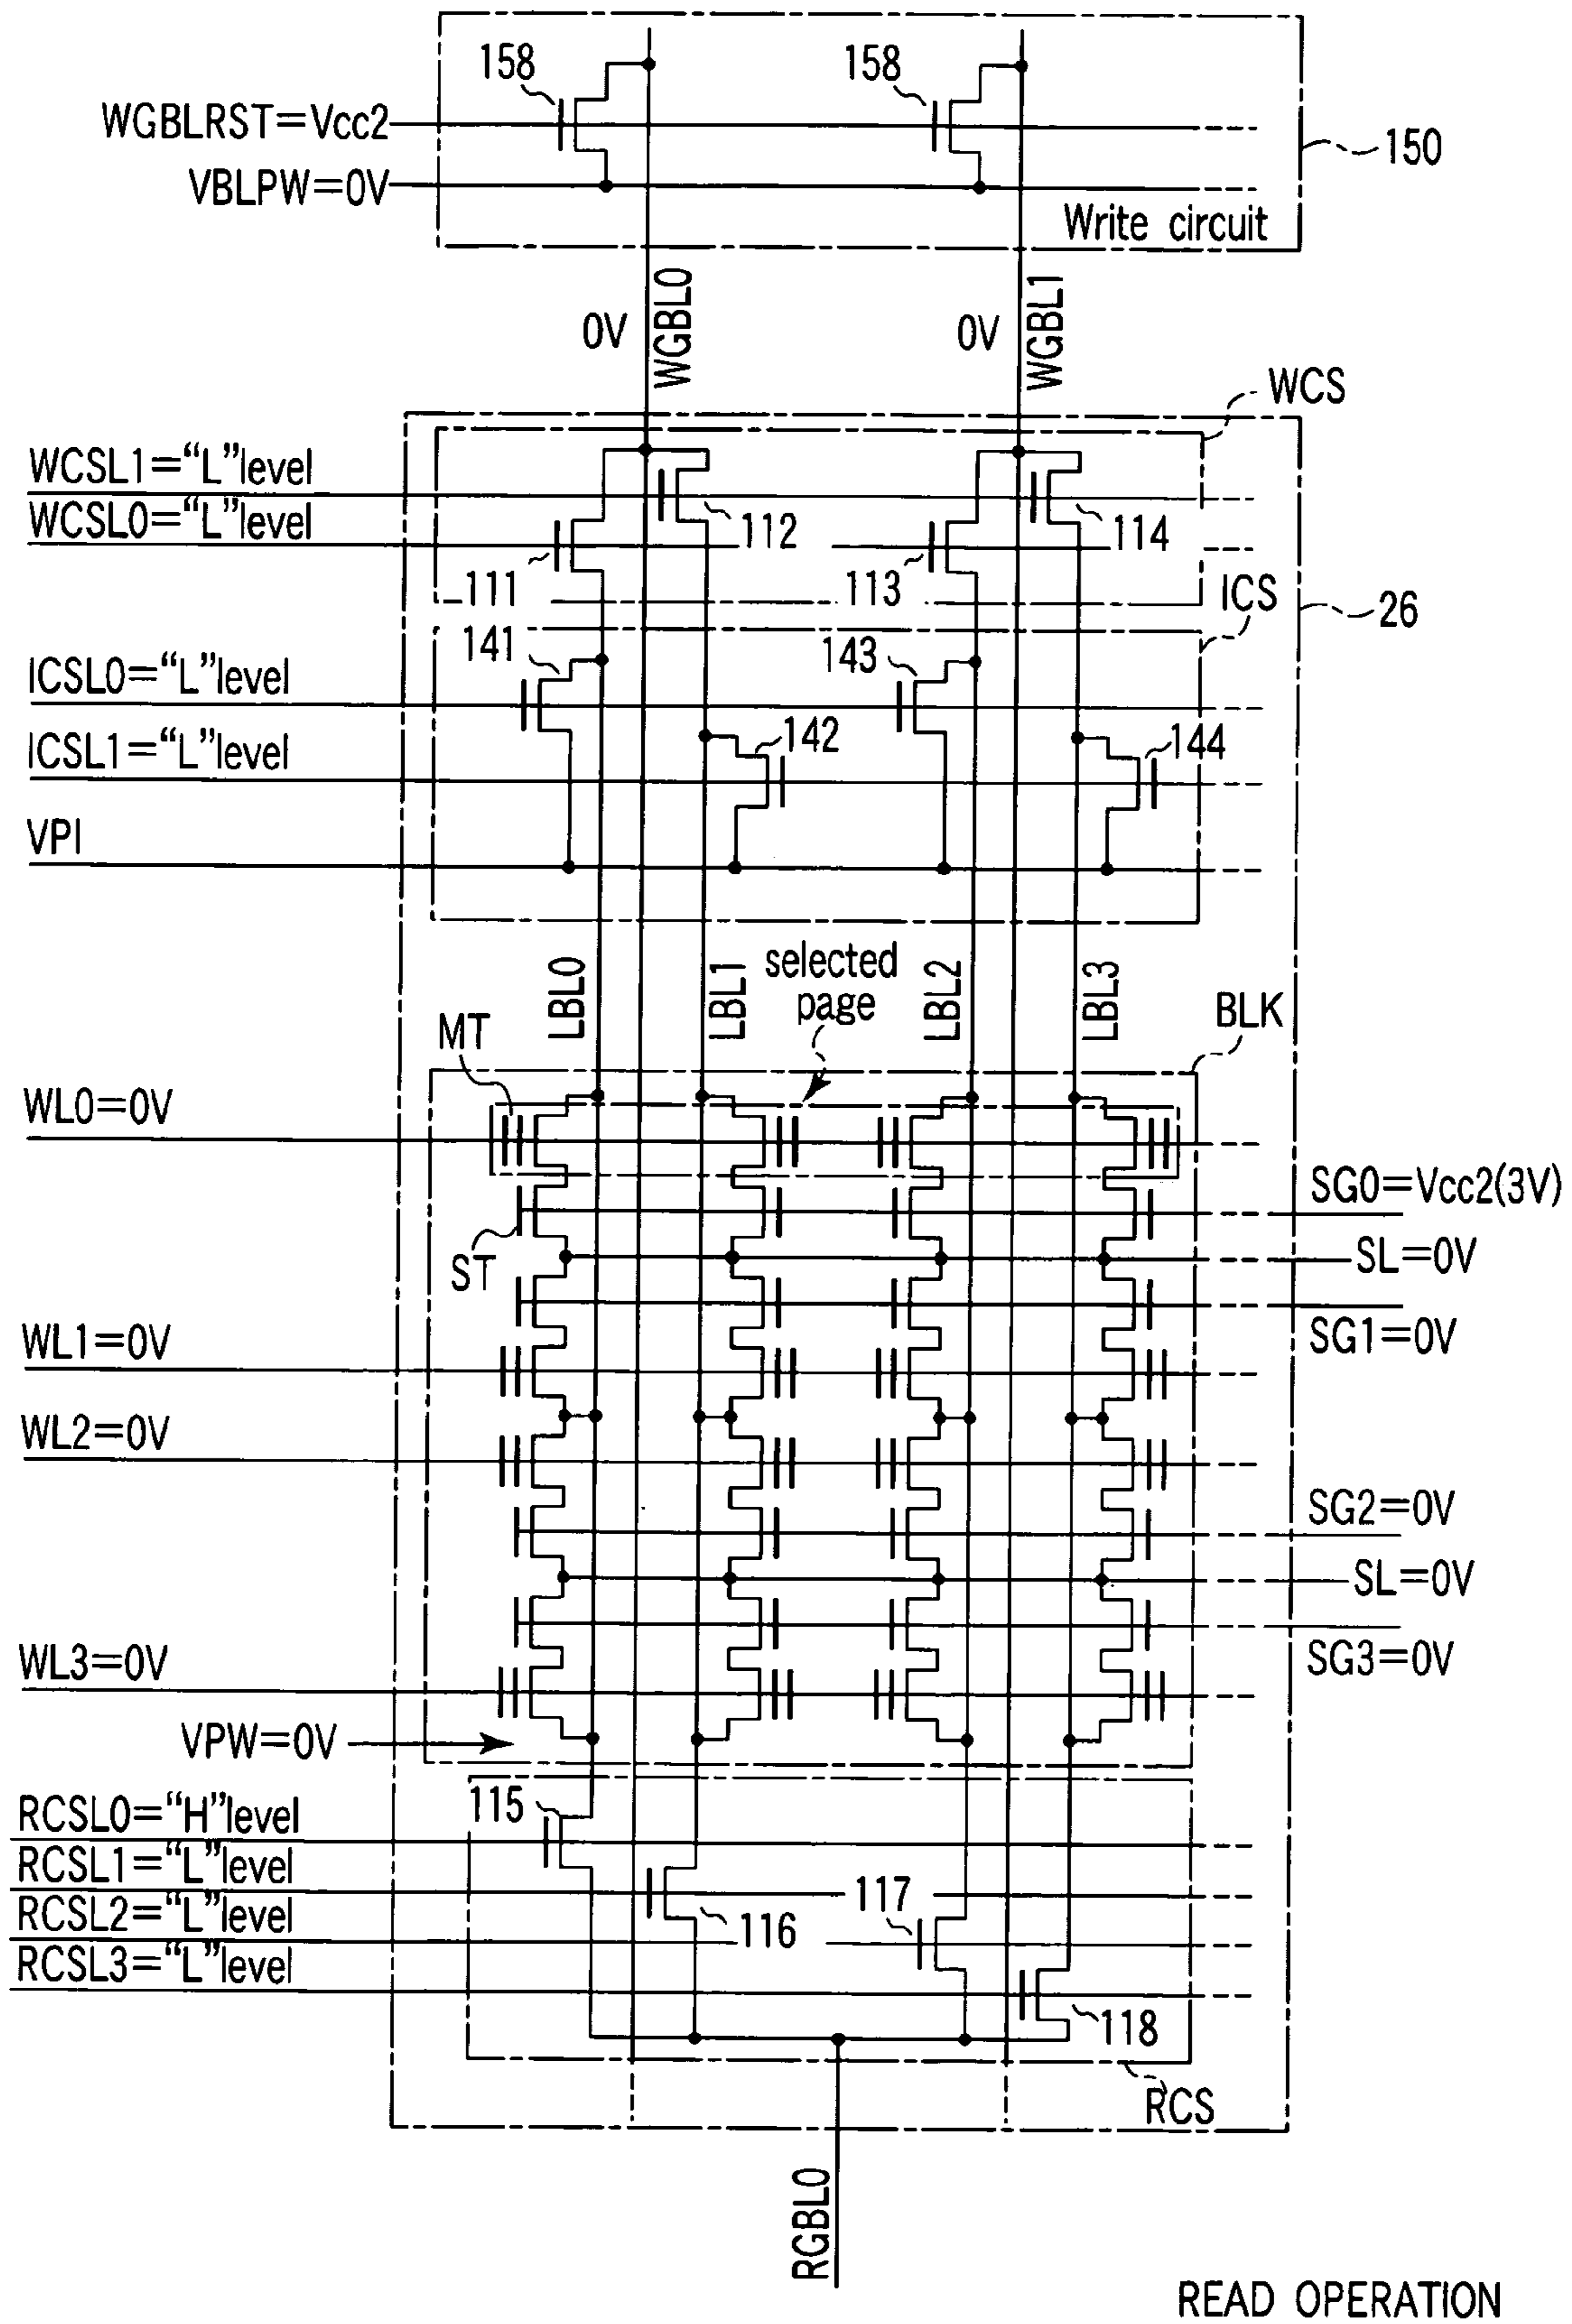 158
158
WGBLRST=Vcc2
150
VBLPW=0V
Write circuit
0V
WGBL0
0V
WGBL1
WCS
WCSL1="L"level
WCSL0="L"level
112
114
111
113
ICS
26
141
143
ICSL0="L"level
142
144
ICSL1="L"level
VPI
LBL0
LBL1
selected
page
LBL2
LBL3
BLK
MT
WL0=0V
SG0=Vcc2(3V)
ST
SL=0V
WL1=0V
SG1=0V
WL2=0V
SG2=0V
SL=0V
WL3=0V
SG3=0V
VPW=0V
115
RCSL0="H"level
RCSL1="L"level
117
RCSL2="L"level
116
RCSL3="L"level
118
RCS
RGBL0
READ OPERATION